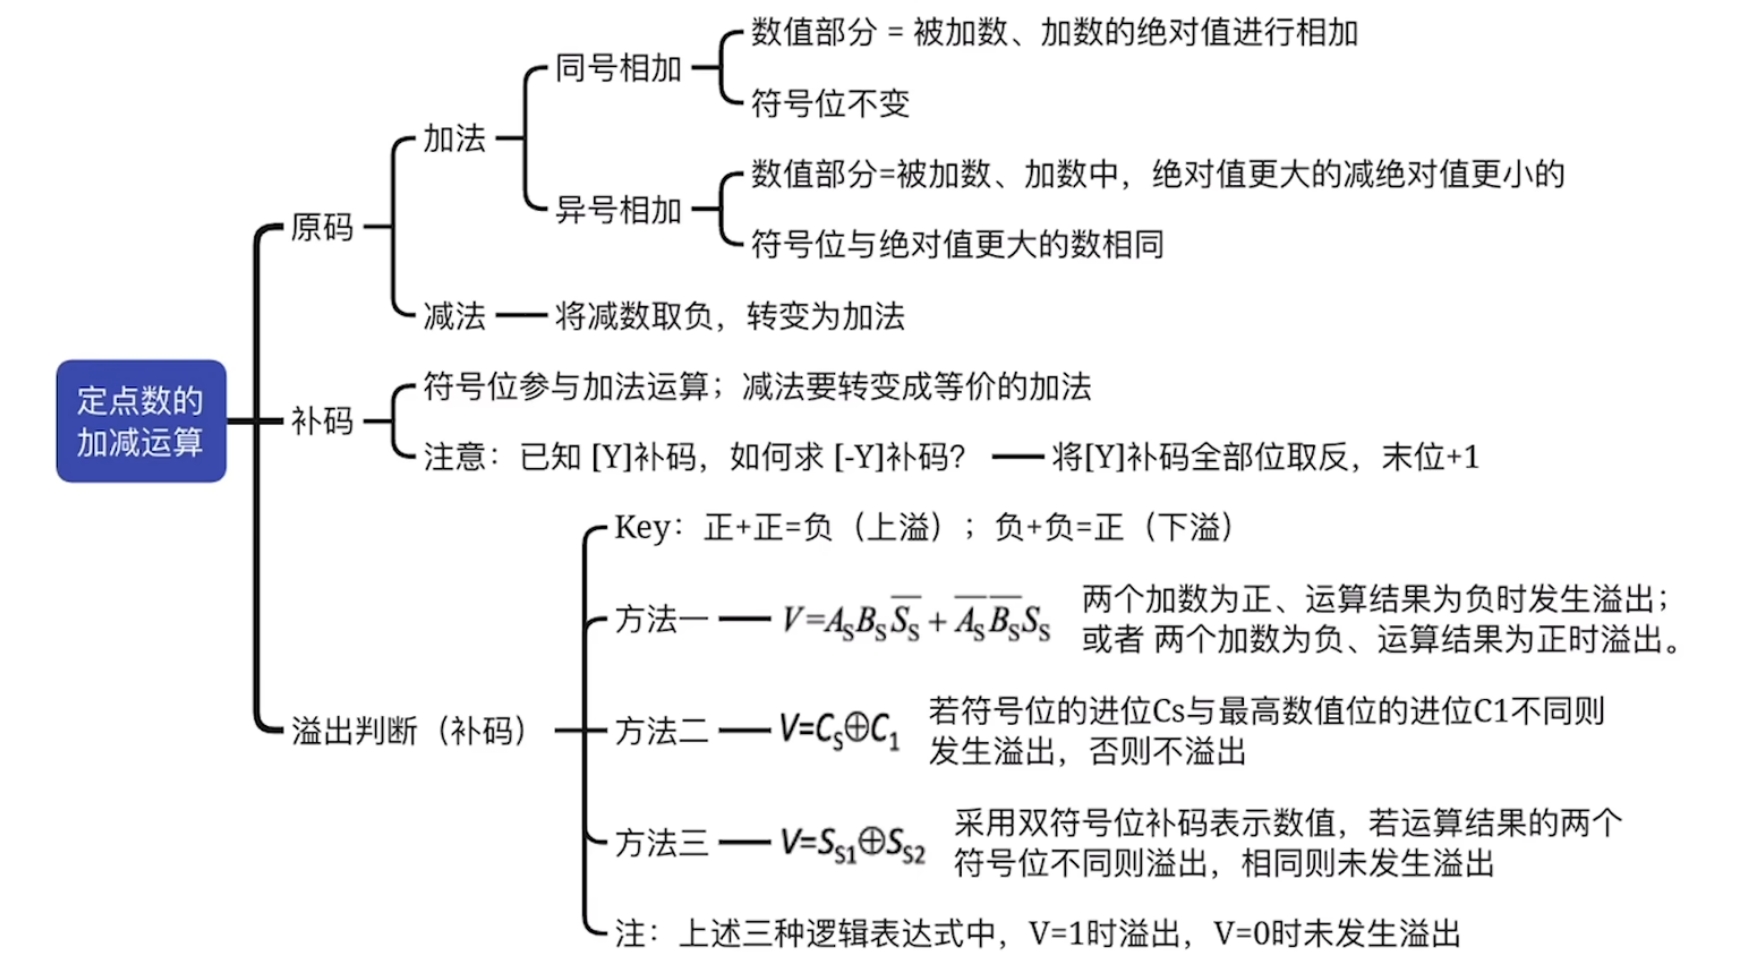 数值部分 = 被加数、加数的绝对值进行相加
同号相加
符号位不变
加法
数值部分=被加数、加数中，绝对值更大的减绝对值更小的
异号相加
符号位与绝对值更大的数相同
原码
减法
将减数取负，转变为加法
定点数的
加减运算
补码
符号位参与加法运算；减法要转变成等价的加法
注意：已知 [Y]补码，如何求 [-Y]补码？
将[Y]补码全部位取反，末位+1
Key：正+正=负（上溢）；负+负=正（下溢）
方法一
V=A_S B_S S̅_S + A̅_S B̅_S S_S
两个加数为正、运算结果为负时发生溢出；
或者 两个加数为负、运算结果为正时溢出。
溢出判断（补码）
方法二
V=C_S⊕C_1
若符号位的进位Cs与最高数值位的进位C1不同则
发生溢出，否则不溢出
方法三
V=S_S1⊕S_S2
采用双符号位补码表示数值，若运算结果的两个
符号位不同则溢出，相同则未发生溢出
注：上述三种逻辑表达式中，V=1时溢出，V=0时未发生溢出